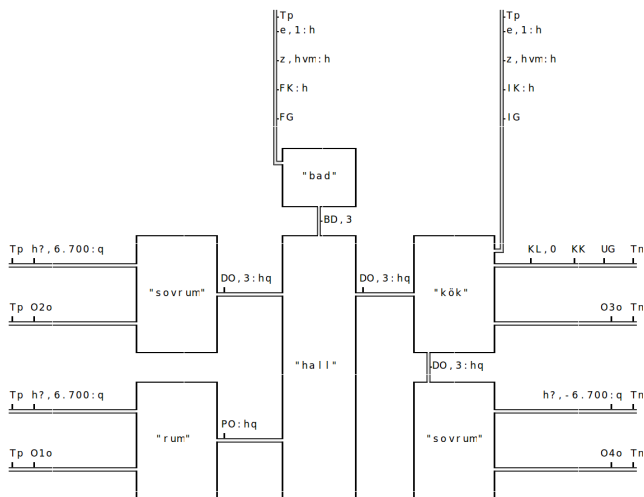 Tp Tp
e,1:h e,1:h
z,hvm:h z,hvm:h
FK:h IK:h
FG IG
"bad"
BD,3
Tp h?,6.700:q KL,0 KK UG Tn
DO,3:hq DO,3:hq
"sovrum" "kök"
Tp O2o O3o Tn
"hall" DO,3:hq
Tp h?,6.700:q h?,-6.700:q Tn
PO:hq
"rum" "sovrum"
Tp O1o O4o Tn